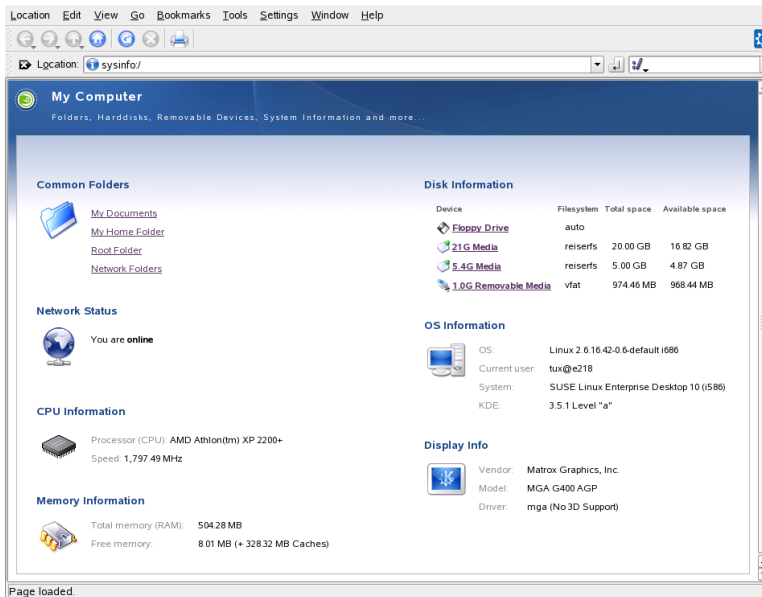 Location Edit View Go Bookmarks Tools Settings Window Help
Location: sysinfo:/
My Computer
Folders, Harddisks, Removable Devices, System Information and more...
Common Folders
My Documents
My Home Folder
Root Folder
Network Folders
Network Status
You are online
CPU Information
Processor (CPU): AMD Athlon(tm) XP 2200+
Speed: 1,797.49 MHz
Memory Information
Total memory (RAM): 504.28 MB
Free memory: 8.01 MB (+ 328.32 MB Caches)
Disk Information
Device Filesystem Total space Available space
Floppy Drive auto
21G Media reiserfs 20.00 GB 16.82 GB
5.4G Media reiserfs 5.00 GB 4.87 GB
1.0G Removable Media vfat 974.46 MB 968.44 MB
OS Information
OS: Linux 2.6.16.42-0.6-default i686
Current user: tux@e218
System: SUSE Linux Enterprise Desktop 10 (i586)
KDE: 3.5.1 Level "a"
Display Info
Vendor: Matrox Graphics, Inc.
Model: MGA G400 AGP
Driver: mga (No 3D Support)
Page loaded.